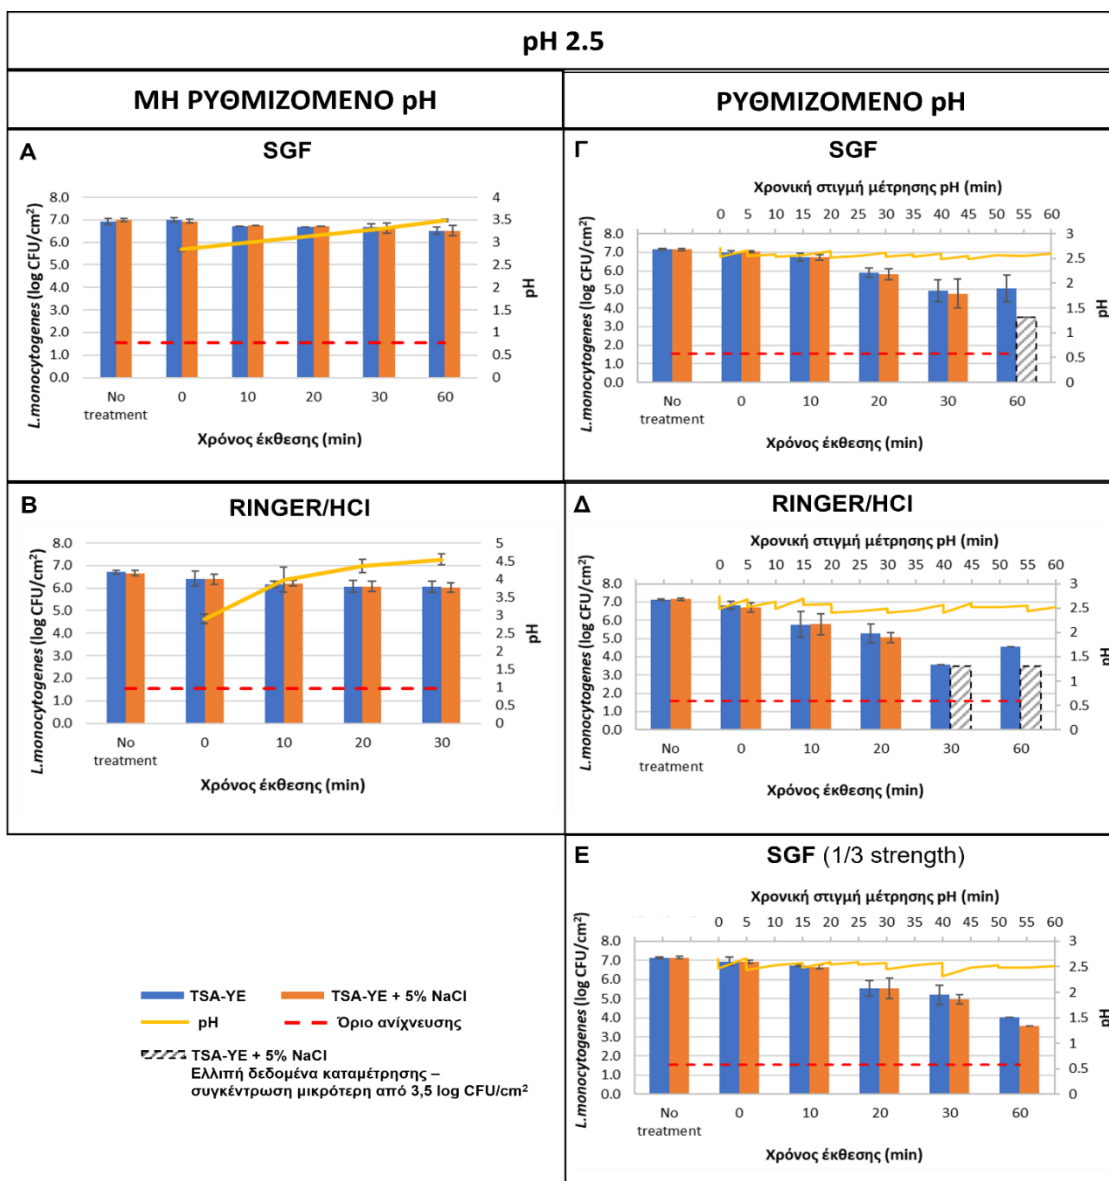 pH 2.5
ΜΗ ΡΥΘΜΙΖΟΜΕΝΟ pH
ΡΥΘΜΙΖΟΜΕΝΟ pH
Α
SGF
L.monocytogenes (log CFU/cm²)
8.0
7.0
6.0
5.0
4.0
3.0
2.0
1.0
0.0
4
3.5
3
2.5
2
1.5
1
0.5
0
pH
No treatment 0 10 20 30 60
Χρόνος έκθεσης (min)
Γ
SGF
Χρονική στιγμή μέτρησης pH (min)
0 5 10 15 20 25 30 35 40 45 50 55 60
L.monocytogenes (log CFU/cm²)
8.0
7.0
6.0
5.0
4.0
3.0
2.0
1.0
0.0
3
2.5
2
1.5
1
0.5
0
pH
No treatment 0 10 20 30 60
Χρόνος έκθεσης (min)
Β
RINGER/HCl
L.monocytogenes (log CFU/cm²)
8.0
7.0
6.0
5.0
4.0
3.0
2.0
1.0
0.0
5
4.5
4
3.5
3
2.5
2
1.5
1
0.5
0
pH
No treatment 0 10 20 30
Χρόνος έκθεσης (min)
Δ
RINGER/HCl
Χρονική στιγμή μέτρησης pH (min)
0 5 10 15 20 25 30 35 40 45 50 55 60
L.monocytogenes (log CFU/cm²)
8.0
7.0
6.0
5.0
4.0
3.0
2.0
1.0
0.0
3
2.5
2
1.5
1
0.5
0
pH
No treatment 0 10 20 30 60
Χρόνος έκθεσης (min)
Ε
SGF (1/3 strength)
Χρονική στιγμή μέτρησης pH (min)
0 5 10 15 20 25 30 35 40 45 50 55 60
L.monocytogenes (log CFU/cm²)
8.0
7.0
6.0
5.0
4.0
3.0
2.0
1.0
0.0
3
2.5
2
1.5
1
0.5
0
pH
No treatment 0 10 20 30 60
Χρόνος έκθεσης (min)
TSA-YE
TSA-YE + 5% NaCl
pH
Όριο ανίχνευσης
TSA-YE + 5% NaCl
Ελλιπή δεδομένα καταμέτρησης –
συγκέντρωση μικρότερη από 3,5 log CFU/cm²